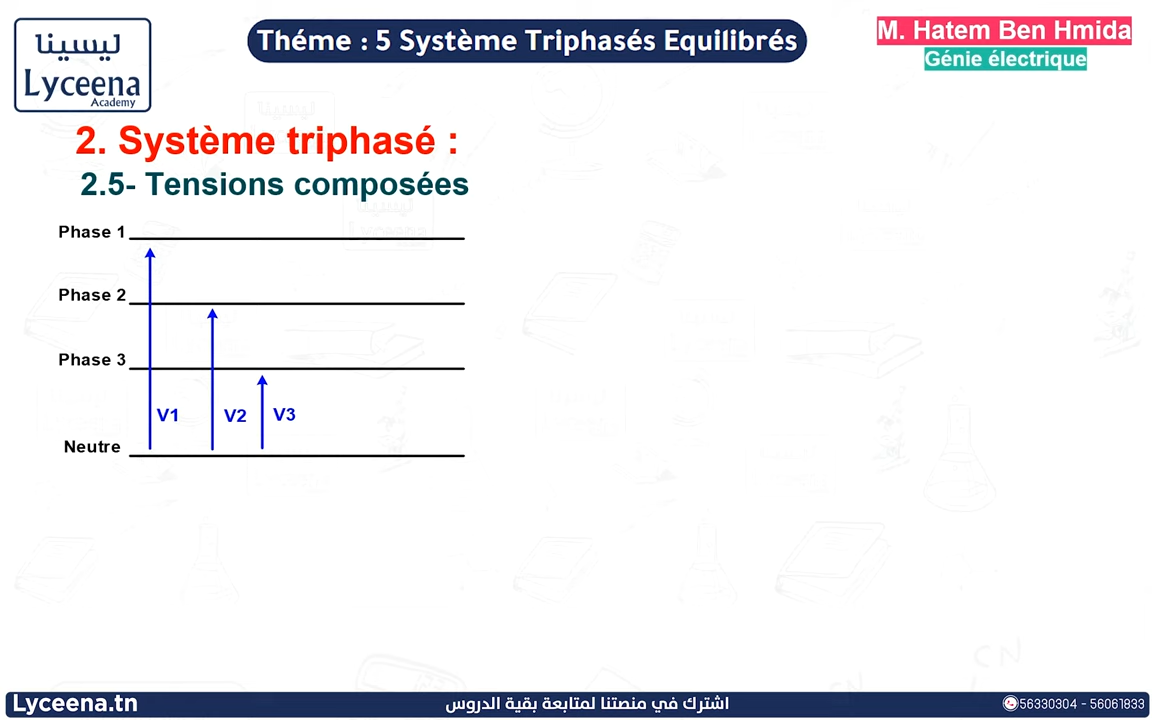 ليسينا
Lyceena
Academy
Théme : 5 Système Triphasés Equilibrés
M. Hatem Ben Hmida
Génie électrique
2. Système triphasé :
2.5- Tensions composées
Phase 1
Phase 2
Phase 3
V1
V2
V3
Neutre
Lyceena.tn
اشترك في منصتنا لمتابعة بقية الدروس
56330304 - 56061833